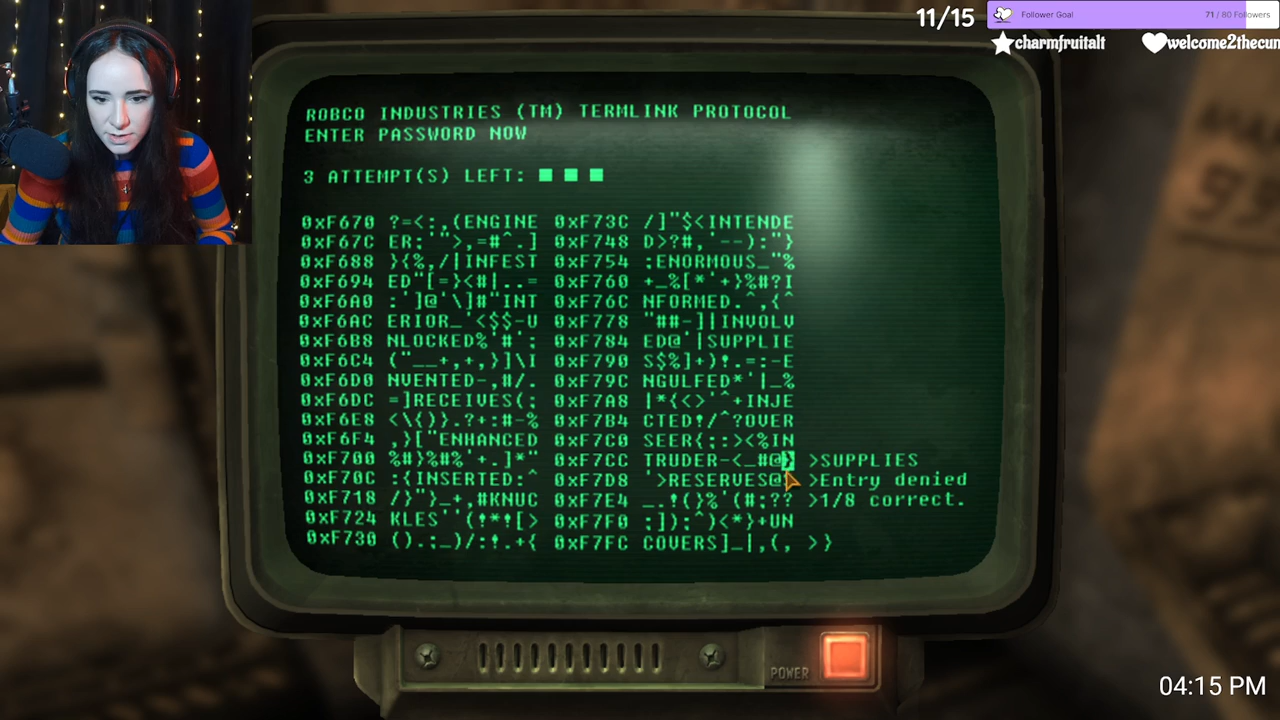 11/15
Follower Goal 71 / 80 Followers
charmfruitalt welcome2thecun
ROBCO INDUSTRIES (TM) TERMLINK PROTOCOL
ENTER PASSWORD NOW
3 ATTEMPT(S) LEFT: ■ ■ ■
0xF670 ?=<:,(ENGINE 0xF73C /]"$<INTENDE
0xF67C ER:'">,=#^.] 0xF748 D>?#,'--):"}
0xF688 }{%,/|INFEST 0xF754 ;ENORMOUS_"%
0xF694 ED"[=}<#|..= 0xF760 +_%[*'+}%#?I
0xF6A0 :']@'\]#"INT 0xF76C NFORMED.^,{^
0xF6AC ERIOR_'<$$-U 0xF778 "##-]|INVOLV
0xF6B8 NLOCKED%'#'; 0xF784 ED@'|SUPPLIE
0xF6C4 ("__+,+,}]\I 0xF790 S$%]+)!.=:-E
0xF6D0 NVENTED-,#/. 0xF79C NGULFED*'|_%
0xF6DC =]RECEIVES(; 0xF7A8 |*{<>'^+INJE
0xF6E8 <\{)}.?+:#-% 0xF7B4 CTED!/^?OVER
0xF6F4 ,}["ENHANCED 0xF7C0 SEER{;:><%IN
0xF700 %#}%#%'+.]*" 0xF7CC TRUDER-<_#@} >SUPPLIES
0xF70C :{INSERTED:^ 0xF7D8 '>RESERVES@ >Entry denied
0xF718 /}"}_+,#KNUC 0xF7E4 _.!(}%'(#;?? >1/8 correct.
0xF724 KLES''(!*![> 0xF7F0 ;]);^)<*}+UN
0xF730 ().:_)/:!.+{ 0xF7FC COVERS]_|,(, >}
POWER
04:15 PM